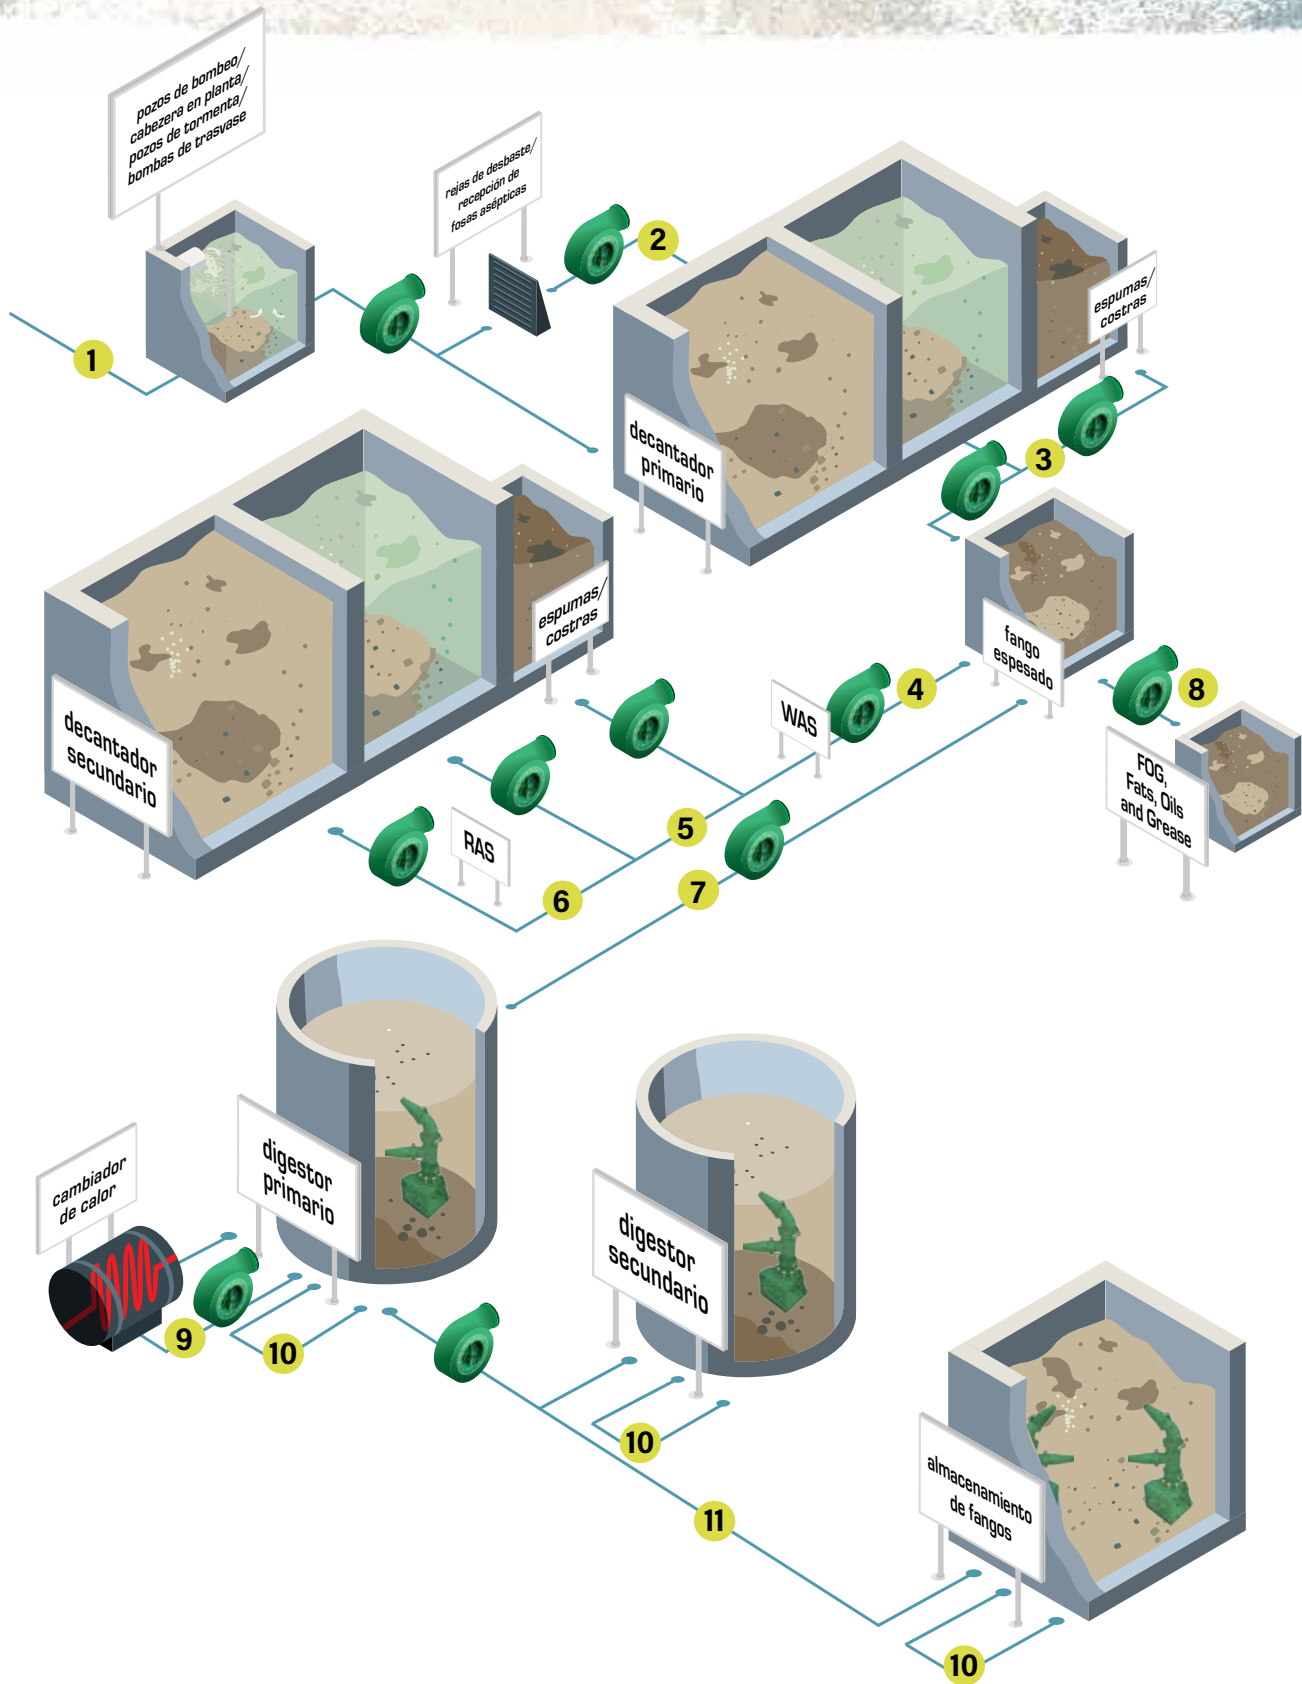 pozos de bombeo/
cabezera en planta/
pozos de tormenta/
bombas de trasvase
rejas de desbaste/
recepción de
fosas asépticas
2
1
espumas/
costras
decantador
primario
3
espumas/
costras
fango
espesado
4
8
WAS
decantador
secundario
FOG,
Fats, Oils
and Grease
5
RAS
6
7
cambiador
de calor
digestor
primario
digestor
secundario
9
10
10
almacenamiento
de fangos
11
10